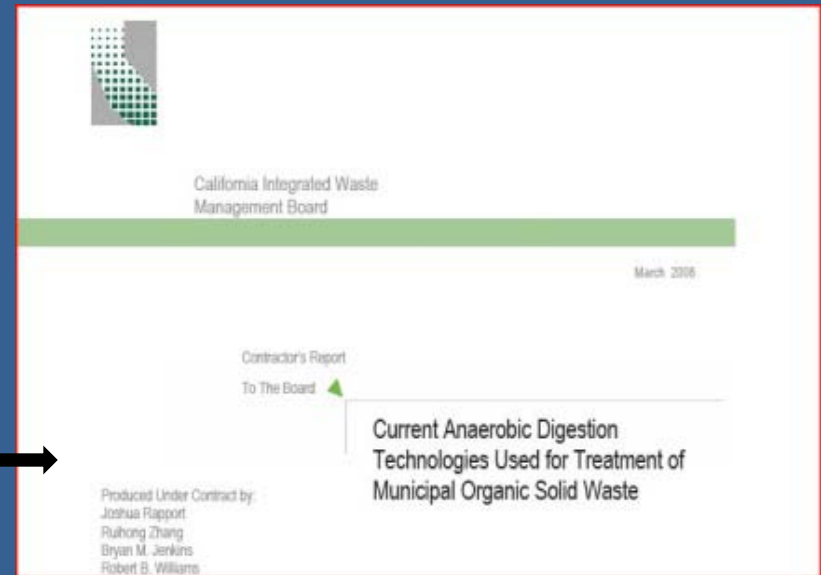 California Integrated Waste
Management Board
March 2008
Contractor's Report
To The Board
Current Anaerobic Digestion
Technologies Used for Treatment of
Municipal Organic Solid Waste
Produced Under Contract by:
Joshua Rapport
Ruihong Zhang
Bryan M. Jenkins
Robert B. Williams